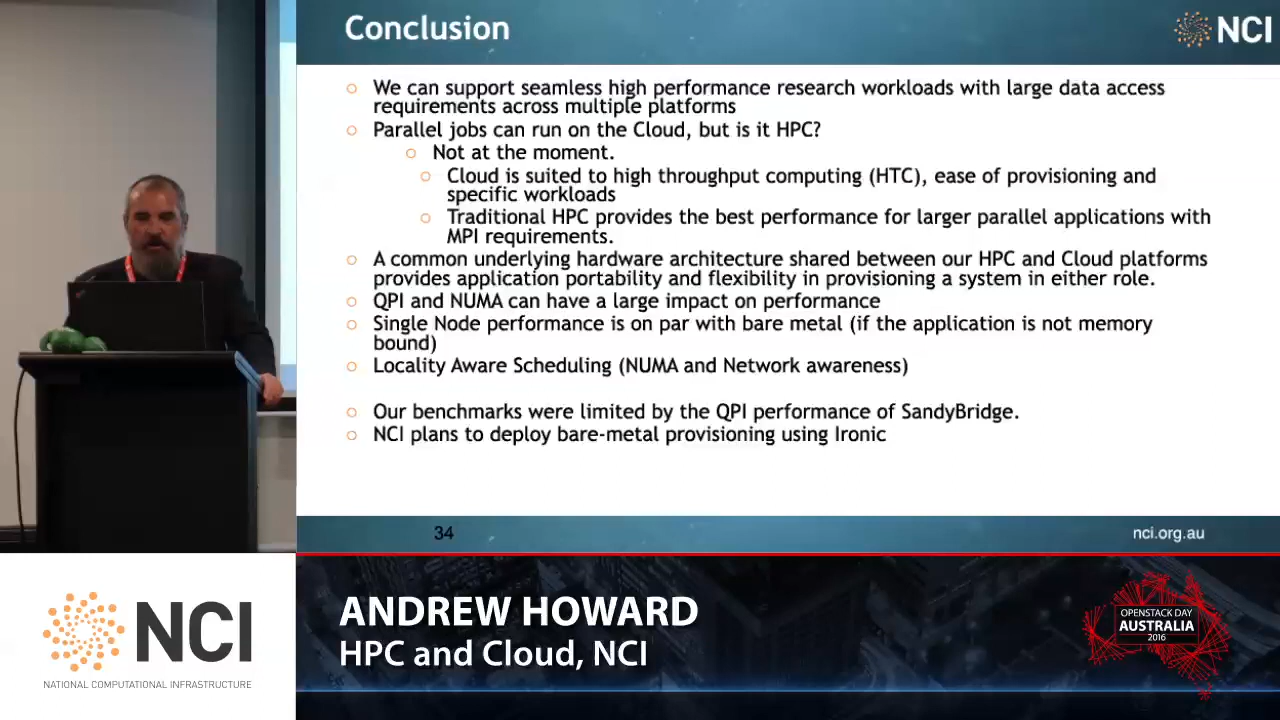 Conclusion
NCI
We can support seamless high performance research workloads with large data access
requirements across multiple platforms
Parallel jobs can run on the Cloud, but is it HPC?
Not at the moment.
Cloud is suited to high throughput computing (HTC), ease of provisioning and
specific workloads
Traditional HPC provides the best performance for larger parallel applications with
MPI requirements.
A common underlying hardware architecture shared between our HPC and Cloud platforms
provides application portability and flexibility in provisioning a system in either role.
QPI and NUMA can have a large impact on performance
Single Node performance is on par with bare metal (if the application is not memory
bound)
Locality Aware Scheduling (NUMA and Network awareness)
Our benchmarks were limited by the QPI performance of SandyBridge.
NCI plans to deploy bare-metal provisioning using Ironic
34
nci.org.au
NCI
NATIONAL COMPUTATIONAL INFRASTRUCTURE
ANDREW HOWARD
HPC and Cloud, NCI
OPENSTACK DAY
AUSTRALIA
2016